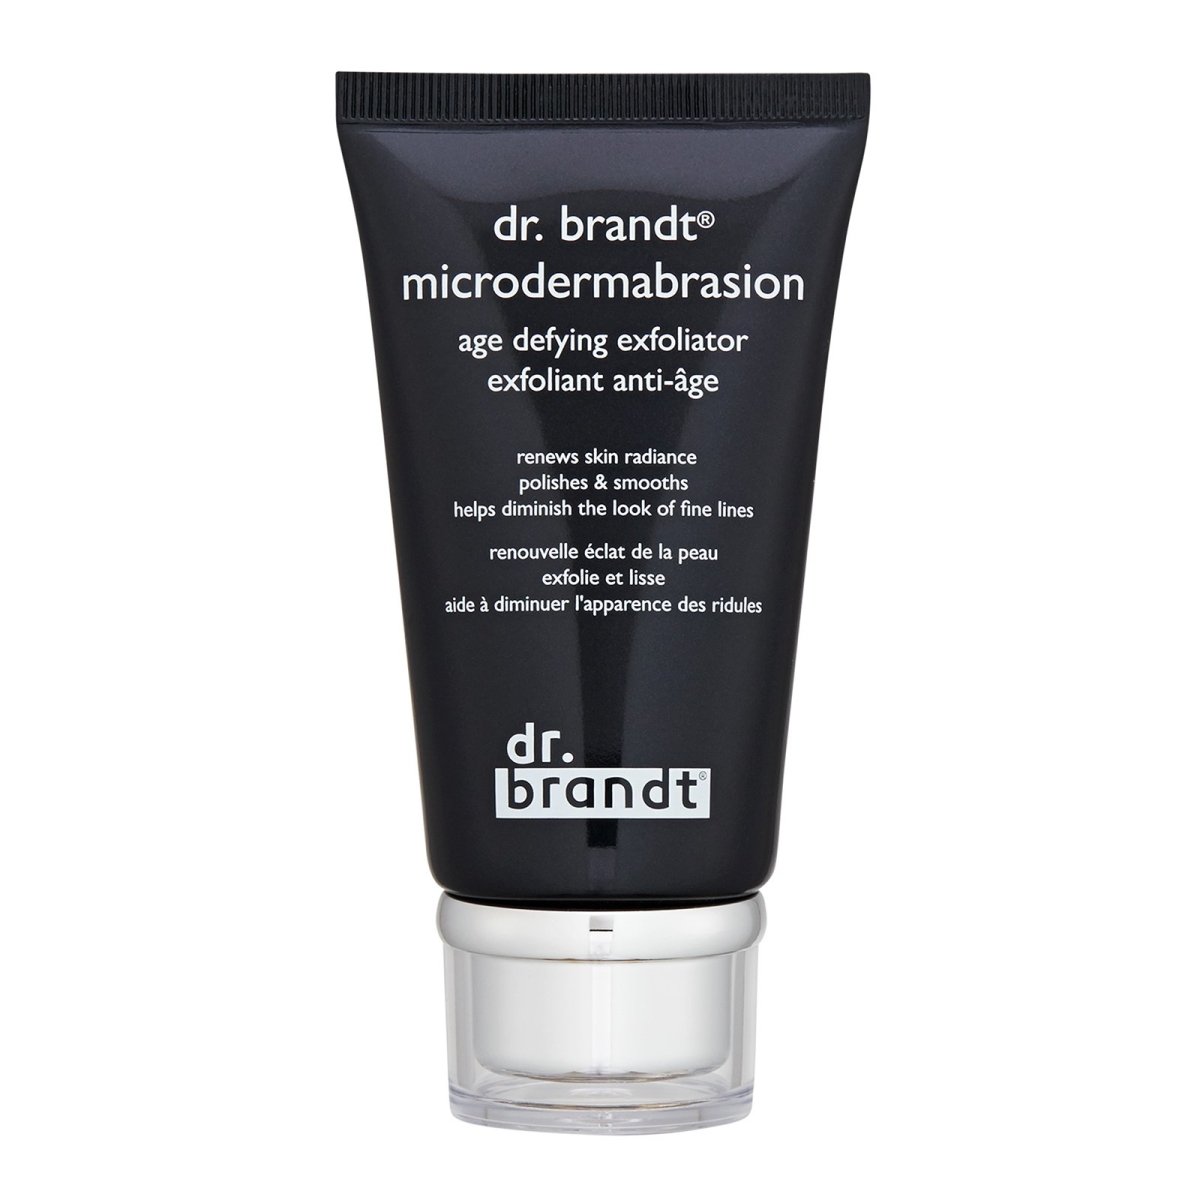 dr. brandt®
microdermabrasion
age defying exfoliator
exfoliant anti-âge
renews skin radiance
polishes & smooths
helps diminish the look of fine lines
renouvelle éclat de la peau
exfolie et lisse
aide à diminuer l'apparence des ridules
dr.
brandt®